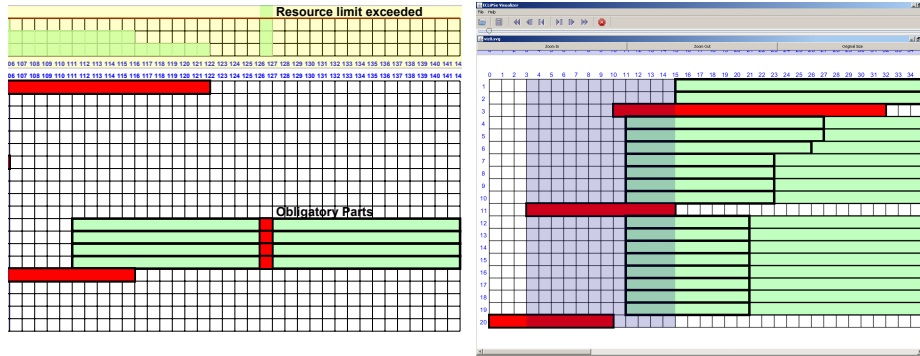 Resource limit exceeded
06 107 108 109 110 111 112 113 114 115 116 117 118 119 120 121 122 123 124 125 126 127 128 129 130 131 132 133 134 135 136 137 138 139 140 141 14
06 107 108 109 110 111 112 113 114 115 116 117 118 119 120 121 122 123 124 125 126 127 128 129 130 131 132 133 134 135 136 137 138 139 140 141 14
Obligatory Parts
ECLiPSe Visualizer
File Help
Zoom In Zoom Out Original Size
0 1 2 3 4 5 6 7 8 9 10 11 12 13 14 15 16 17 18 19 20 21 22 23 24 25 26 27 28 29 30 31 32 33 34
1
2
3
4
5
6
7
8
9
10
11
12
13
14
15
16
17
18
19
20